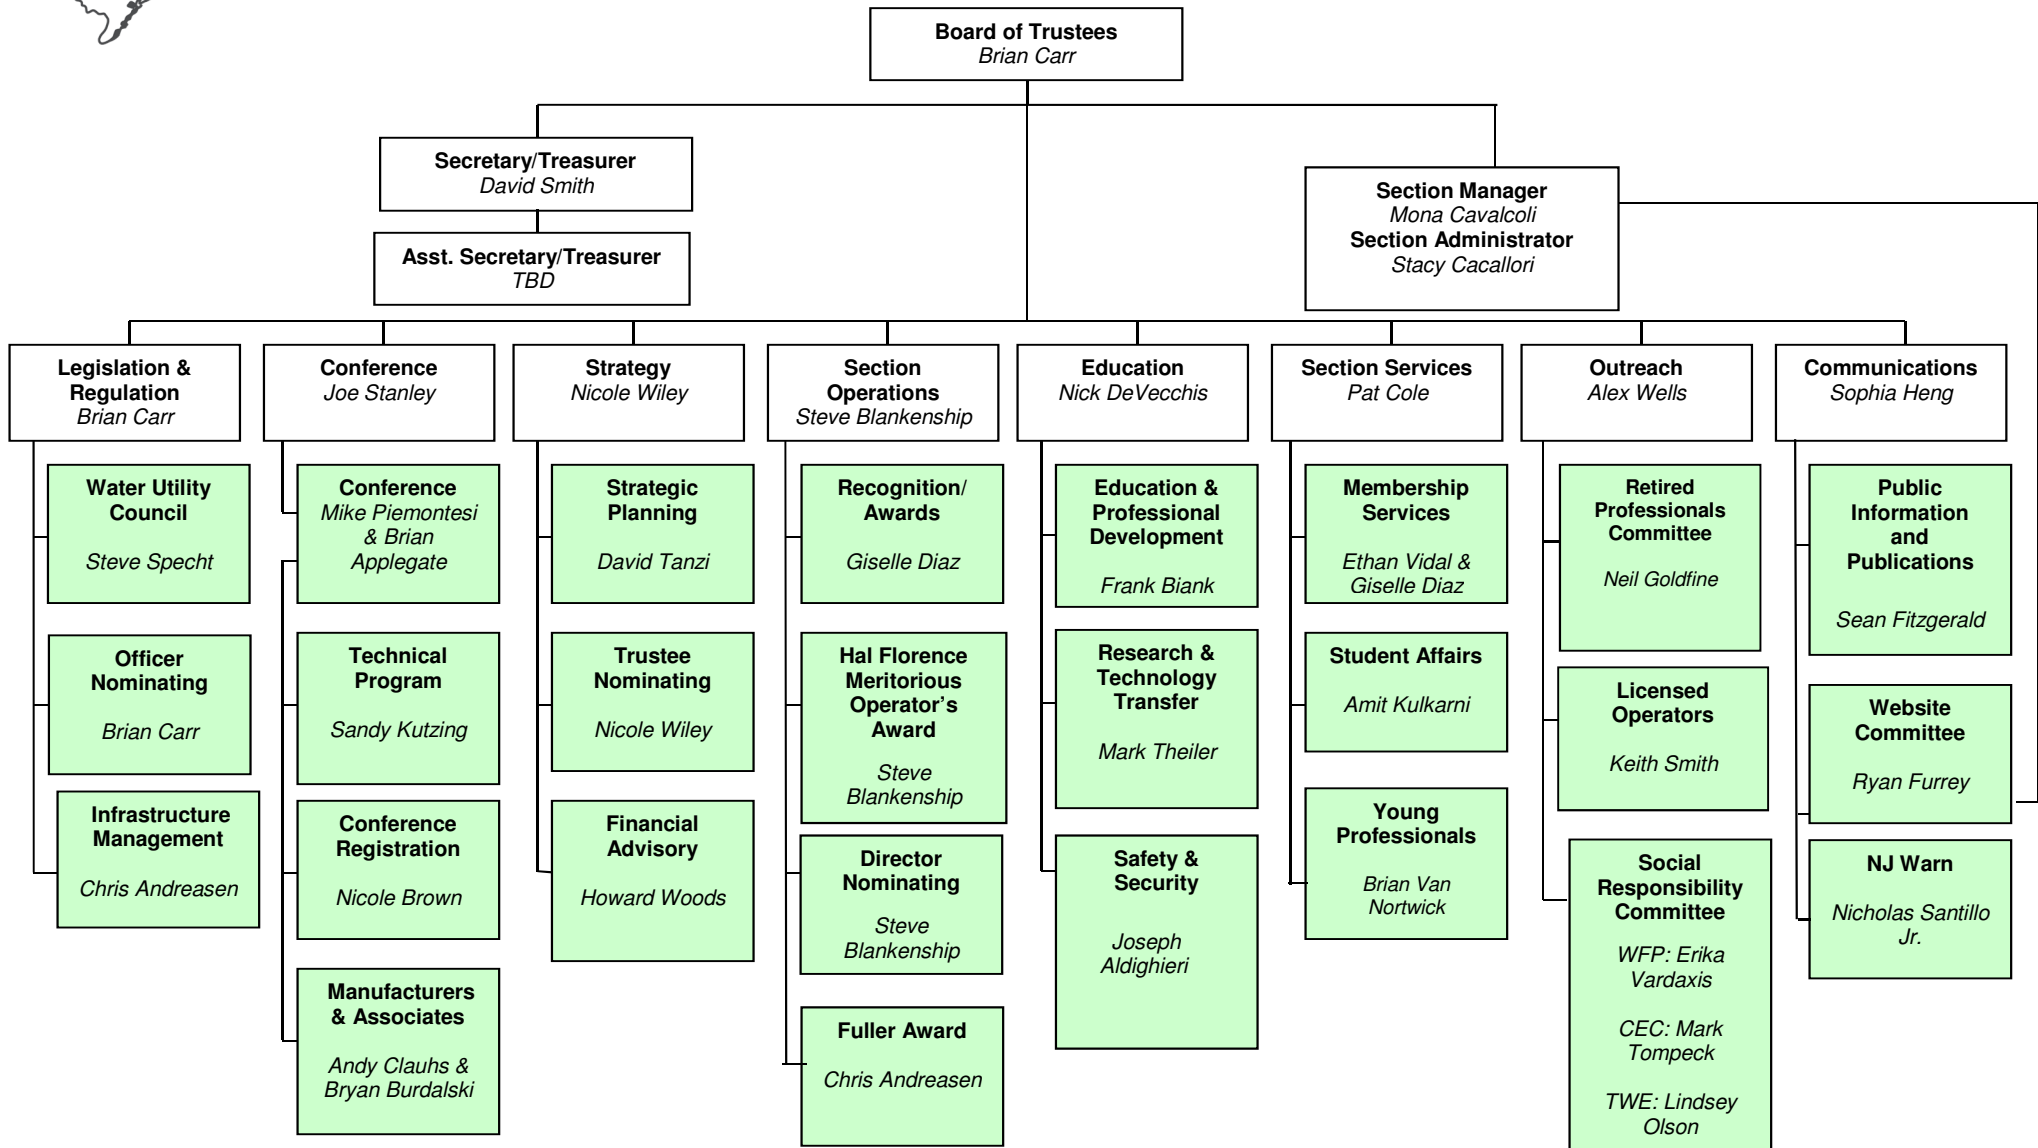 Board of Trustees
Brian Carr
Secretary/Treasurer
David Smith
Asst. Secretary/Treasurer
TBD
Section Manager
Mona Cavalcoli
Section Administrator
Stacy Cacallori
Legislation &
Regulation
Brian Carr
Water Utility
Council
Steve Specht
Officer
Nominating
Brian Carr
Infrastructure
Management
Chris Andreasen
Conference
Joe Stanley
Conference
Mike Piemontesi
& Brian
Applegate
Technical
Program
Sandy Kutzing
Conference
Registration
Nicole Brown
Manufacturers
& Associates
Andy Clauhs &
Bryan Burdalski
Strategy
Nicole Wiley
Strategic
Planning
David Tanzi
Trustee
Nominating
Nicole Wiley
Financial
Advisory
Howard Woods
Section
Operations
Steve Blankenship
Recognition/
Awards
Giselle Diaz
Hal Florence
Meritorious
Operator's
Award
Steve
Blankenship
Director
Nominating
Steve
Blankenship
Fuller Award
Chris Andreasen
Education
Nick DeVecchis
Education &
Professional
Development
Frank Biank
Research &
Technology
Transfer
Mark Theiler
Safety &
Security
Joseph
Aldighieri
Section Services
Pat Cole
Membership
Services
Ethan Vidal &
Giselle Diaz
Student Affairs
Amit Kulkarni
Young
Professionals
Brian Van
Nortwick
Outreach
Alex Wells
Retired
Professionals
Committee
Neil Goldfine
Licensed
Operators
Keith Smith
Social
Responsibility
Committee
WFP: Erika
Vardaxis
CEC: Mark
Tompeck
TWE: Lindsey
Olson
Communications
Sophia Heng
Public
Information
and
Publications
Sean Fitzgerald
Website
Committee
Ryan Furrey
NJ Warn
Nicholas Santillo
Jr.